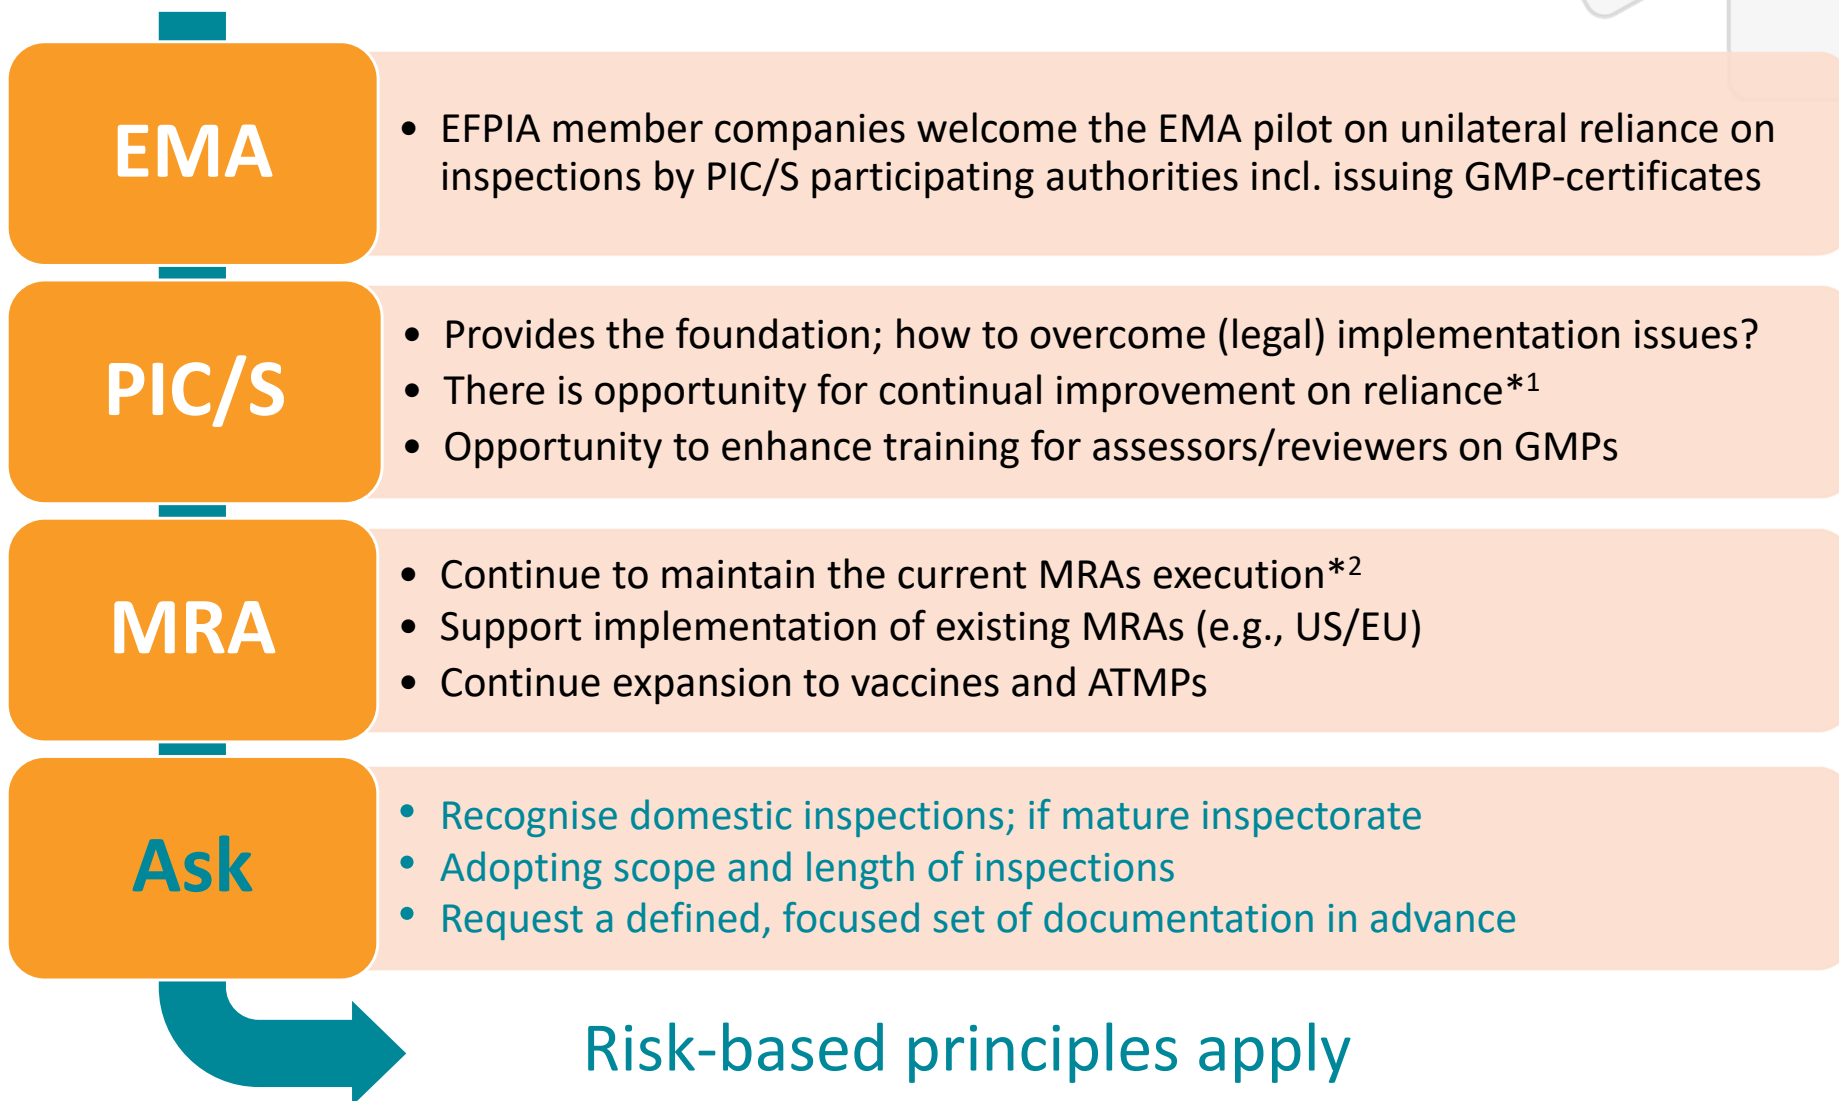 EMA
• EFPIA member companies welcome the EMA pilot on unilateral reliance on
inspections by PIC/S participating authorities incl. issuing GMP-certificates
PIC/S
• Provides the foundation; how to overcome (legal) implementation issues?
• There is opportunity for continual improvement on reliance*1
• Opportunity to enhance training for assessors/reviewers on GMPs
MRA
• Continue to maintain the current MRAs execution*2
• Support implementation of existing MRAs (e.g., US/EU)
• Continue expansion to vaccines and ATMPs
Ask
• Recognise domestic inspections; if mature inspectorate
• Adopting scope and length of inspections
• Request a defined, focused set of documentation in advance
Risk-based principles apply